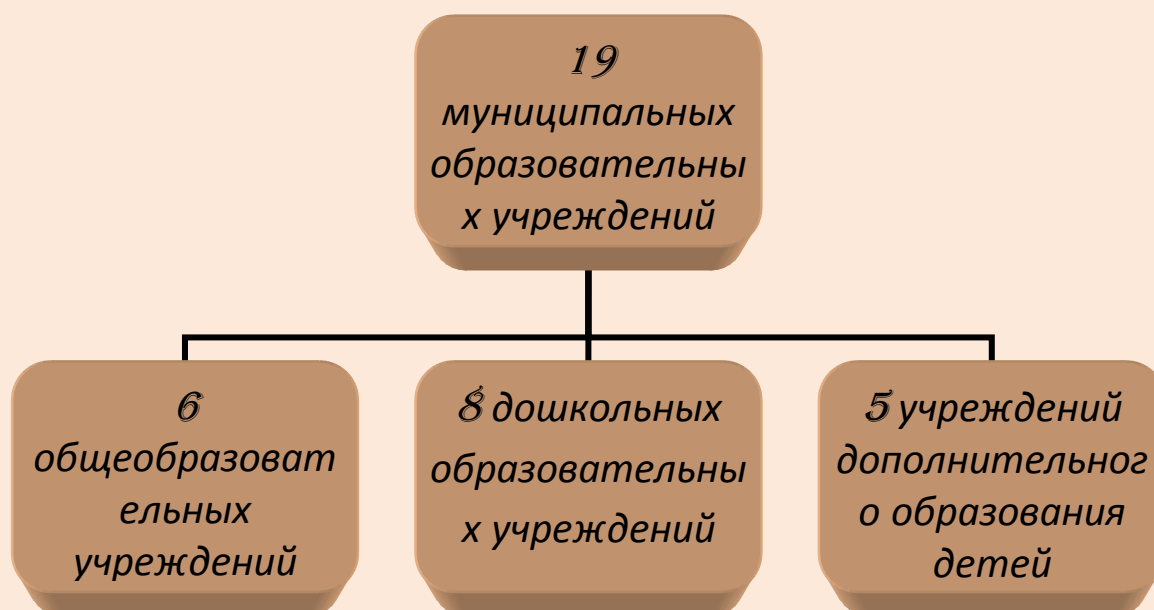 19
муниципальных
образовательны
х учреждений
6
общеобразоват
ельных
учреждений
8 дошкольных
образовательны
х учреждений
5 учреждений
дополнительног
о образования
детей